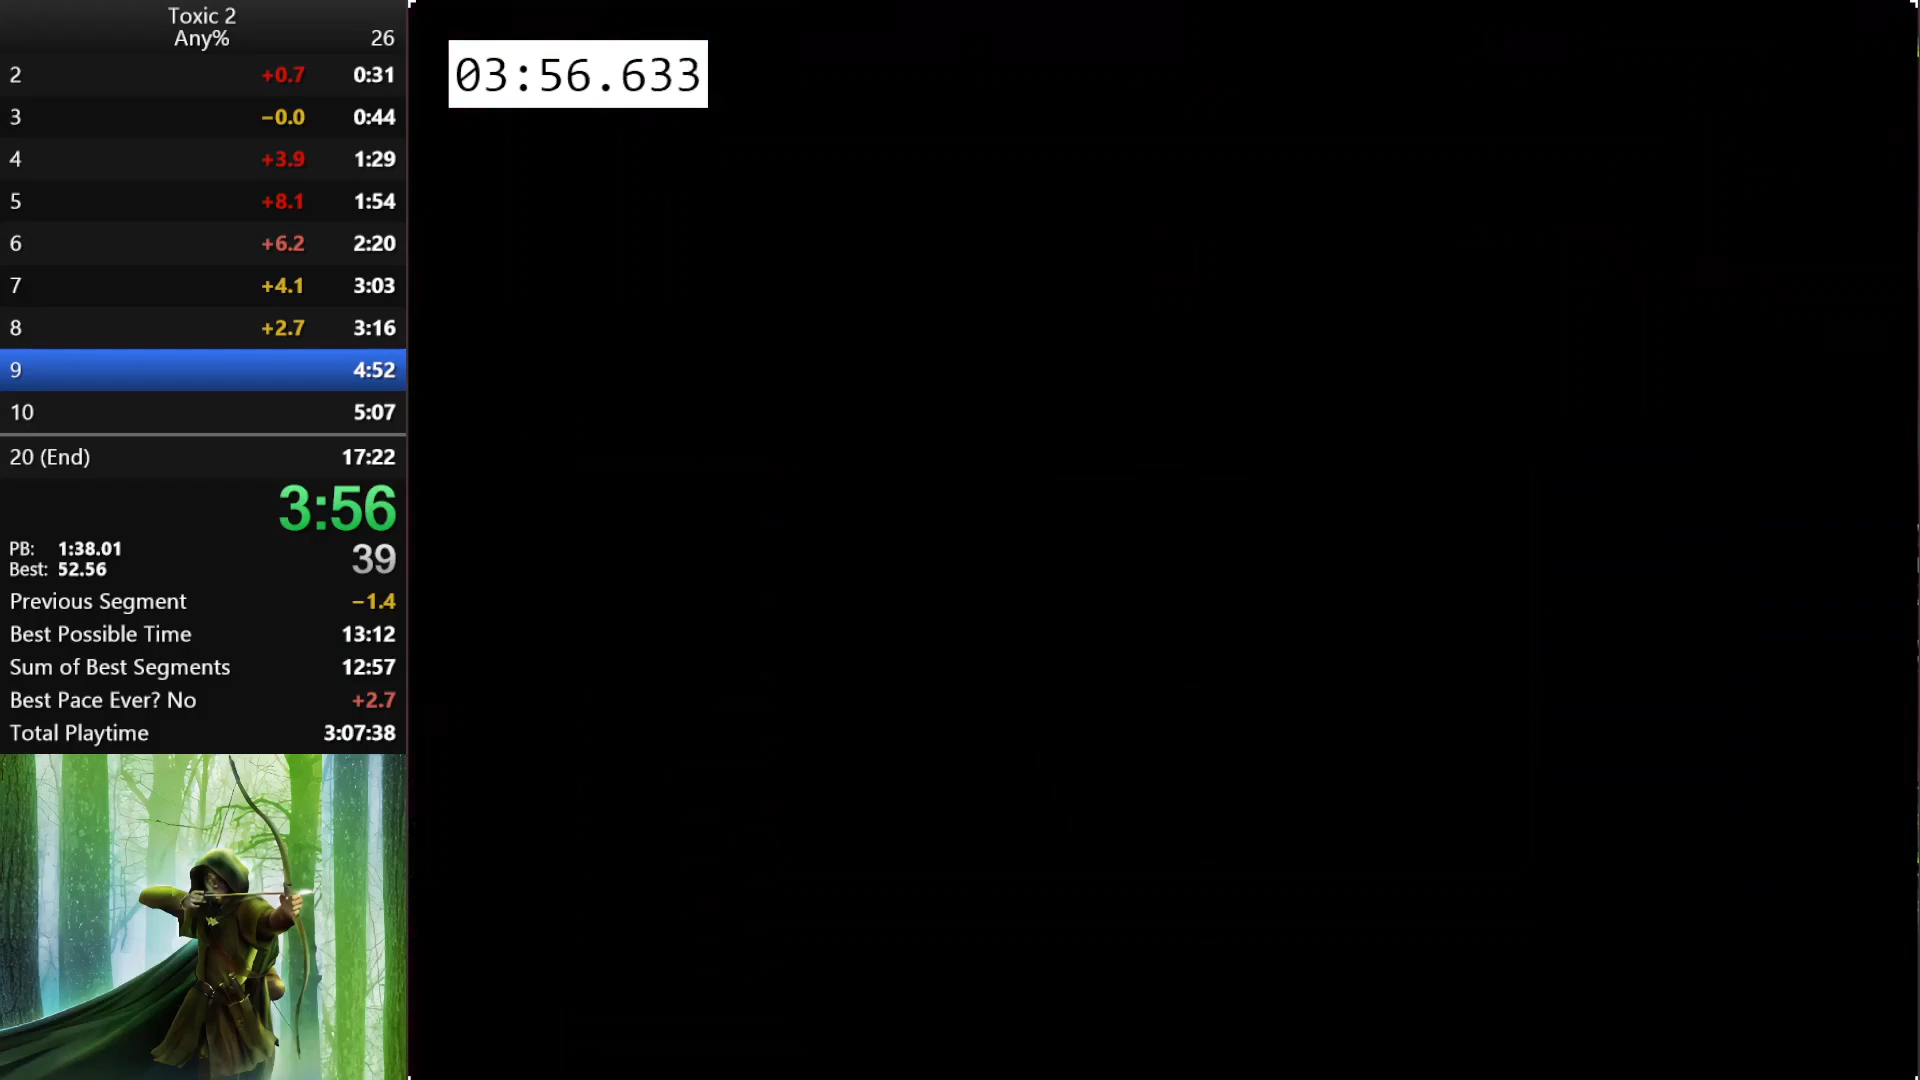 Toxic 2
Any% 26
03:56.633
2 +0.7 0:31
3 −0.0 0:44
4 +3.9 1:29
5 +8.1 1:54
6 +6.2 2:20
7 +4.1 3:03
8 +2.7 3:16
9 4:52
10 5:07
20 (End) 17:22
3:56
PB: 1:38.01
39
Best: 52.56
Previous Segment −1.4
Best Possible Time 13:12
Sum of Best Segments 12:57
Best Pace Ever? No +2.7
Total Playtime 3:07:38